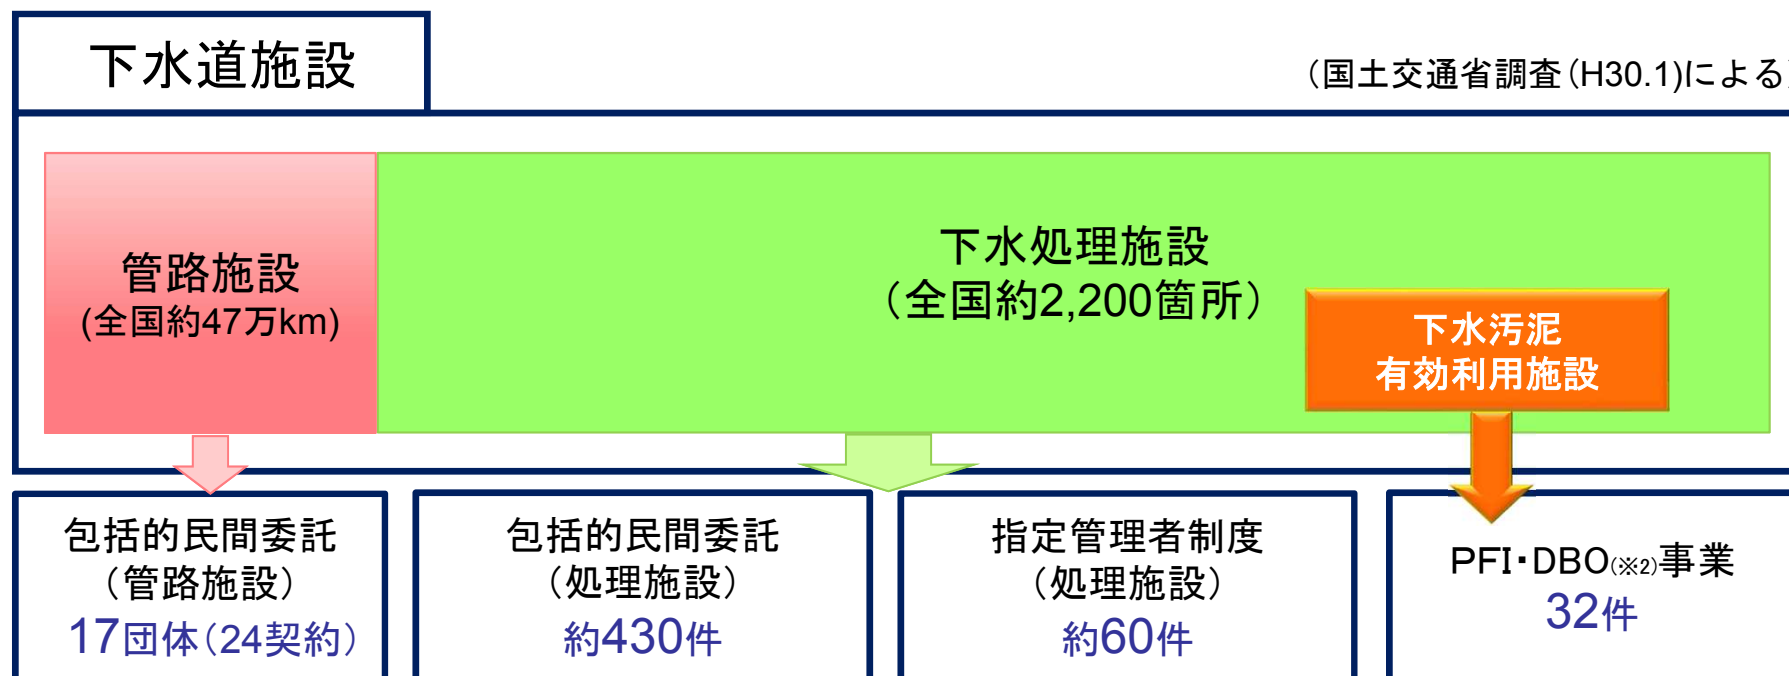 下水道施設
（国土交通省調査（H30.1)による）
管路施設
(全国約47万km)
下水処理施設
（全国約2,200箇所）
下水汚泥
有効利用施設
包括的民間委託
（管路施設）
17団体（24契約）
包括的民間委託
（処理施設）
約430件
指定管理者制度
（処理施設）
約60件
PFI・DBO(※2)事業
32件